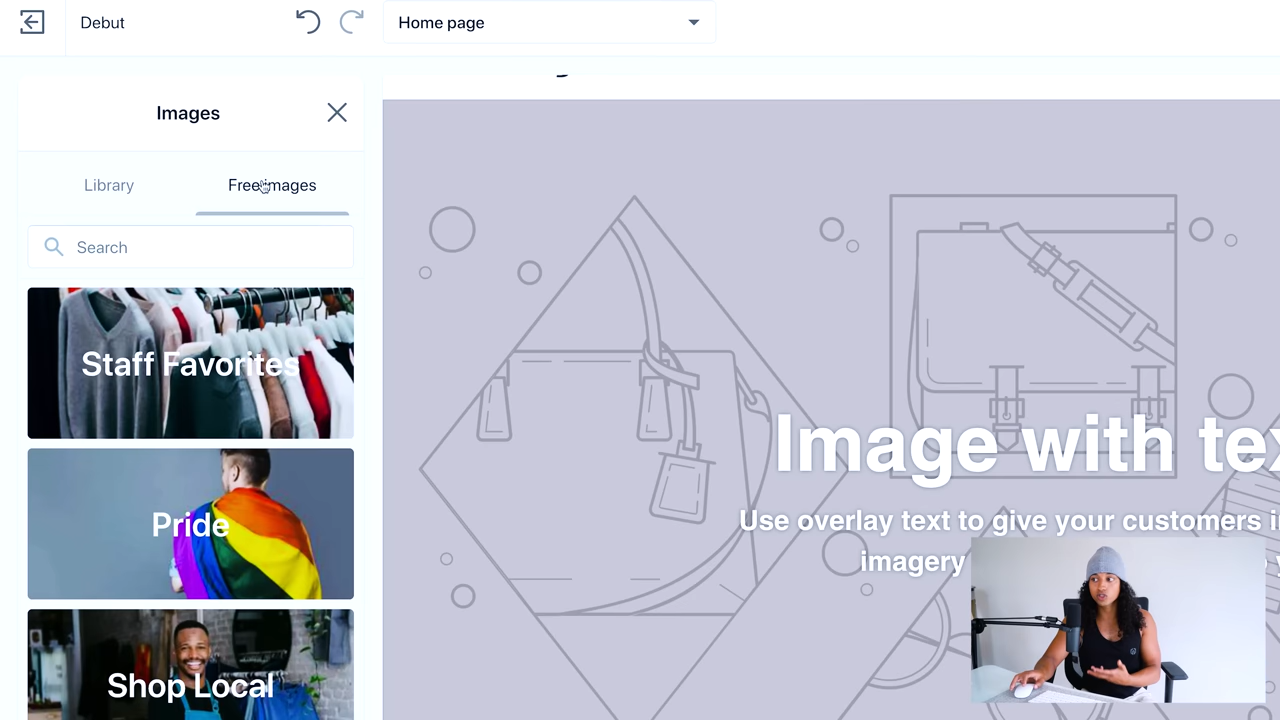 Debut
Home page
Images
Library
Free images
Search
Staff Favorites
Pride
Shop Local
Image with
Use overlay text to give your customers
imagery